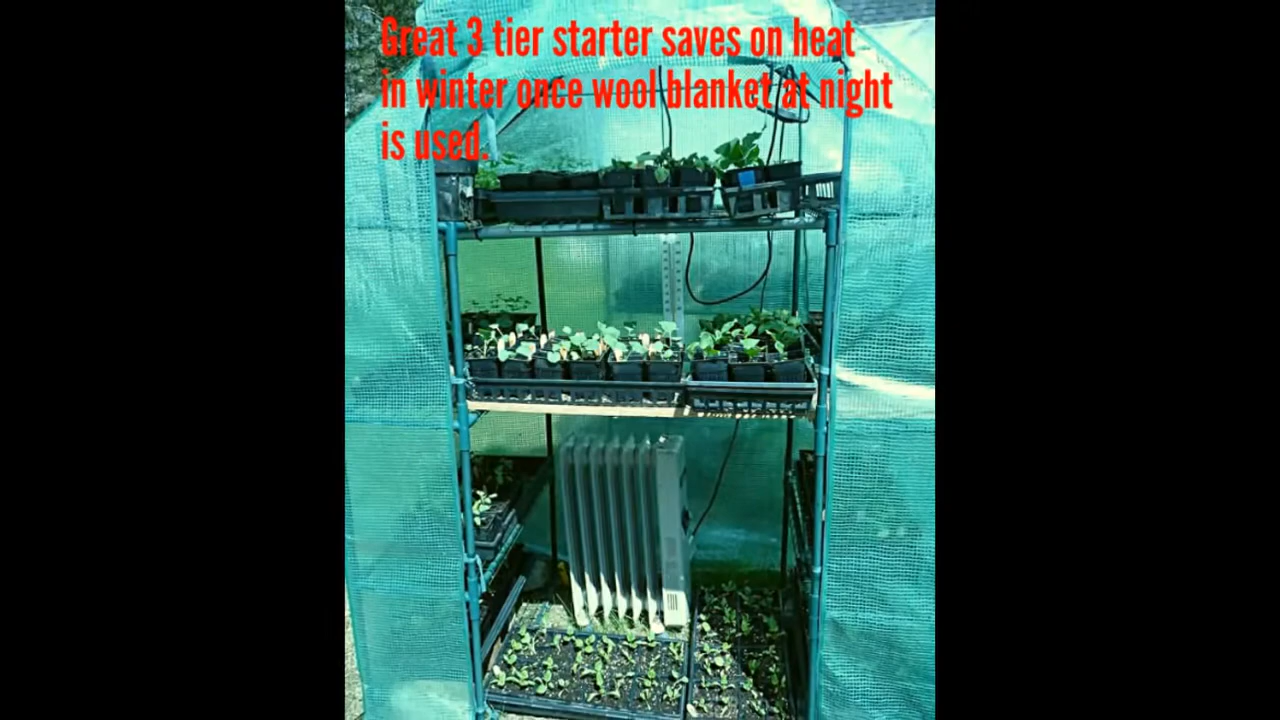 Great 3 tier starter saves on heat
in winter once wool blanket at night
is used.